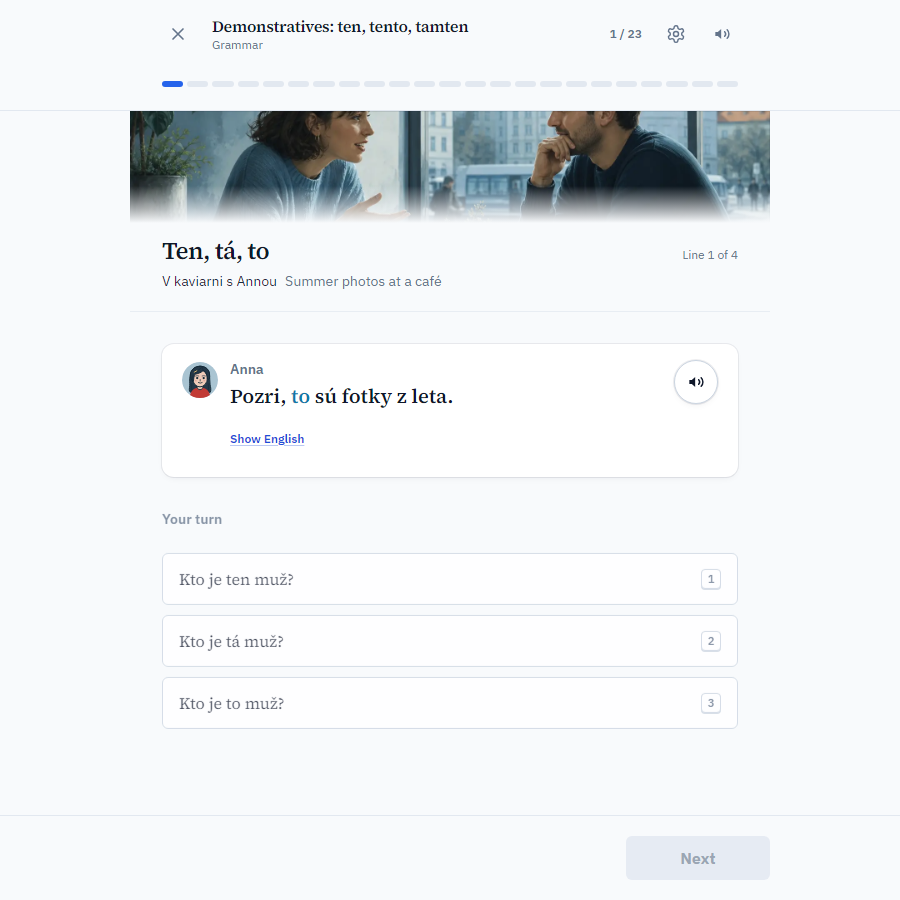 Demonstratives: ten, tento, tamten
Grammar
1 / 23
Ten, tá, to
Line 1 of 4
V kaviarni s Annou Summer photos at a café
Anna
Pozri, to sú fotky z leta.
Show English
Your turn
Kto je ten muž?
1
Kto je tá muž?
2
Kto je to muž?
3
Next